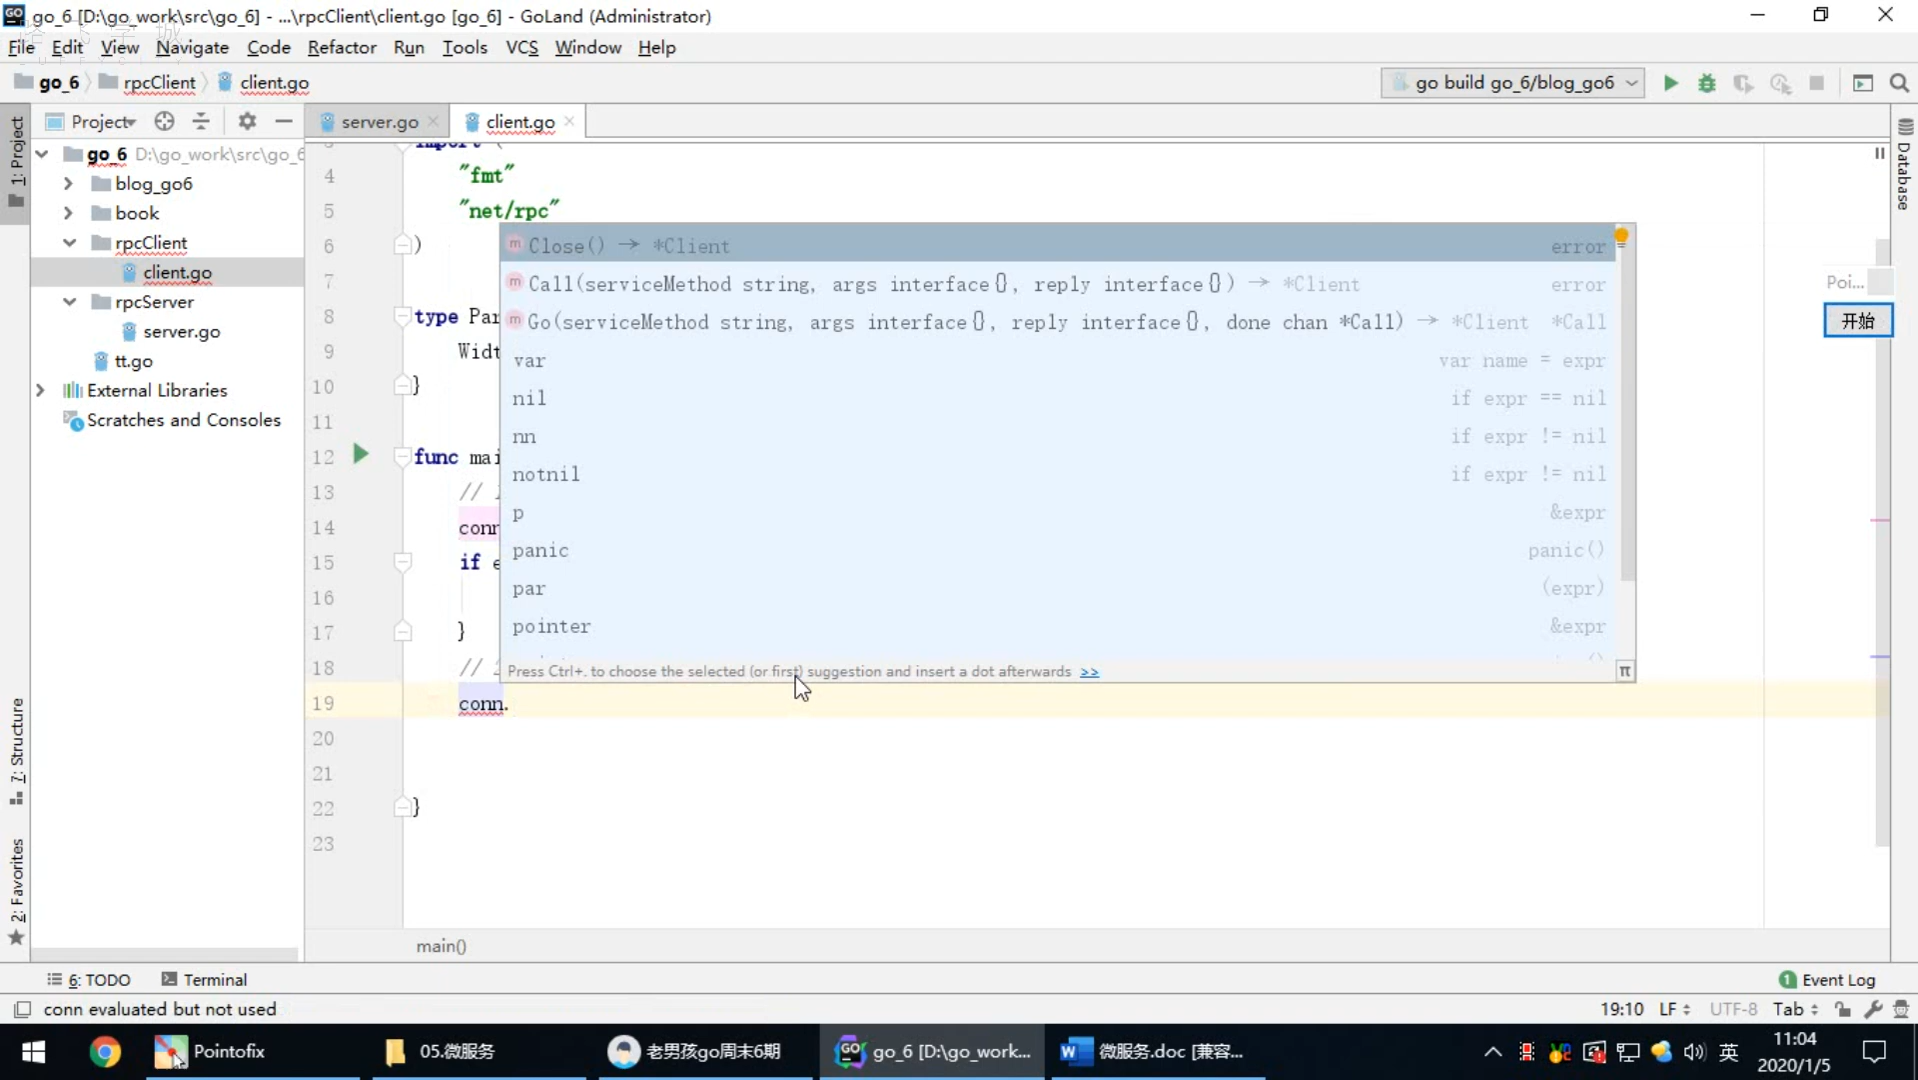 go_6 [D:\go_work\src\go_6] - ...\rpcClient\client.go [go_6] - GoLand (Administrator)
File Edit View Navigate Code Refactor Run Tools VCS Window Help
go_6 rpcClient client.go
go build go_6/blog_go6
Project
server.go
client.go
1: Project
go_6 D:\go_work\src\go_6
blog_go6
book
rpcClient
client.go
rpcServer
server.go
tt.go
External Libraries
Scratches and Consoles
7: Structure
2: Favorites
Database
Poi...
开始
4 "fmt"
5 "net/rpc"
6 )
7
8 type Par
9 Widt
10 }
11
12 func mai
13 //
14 conn
15 if e
16
17 }
18 // 2
19 conn.
20
21
22 }
23
m Close() → *Client error
m Call(serviceMethod string, args interface{}, reply interface{}) → *Client error
m Go(serviceMethod string, args interface{}, reply interface{}, done chan *Call) → *Client *Call
var var name = expr
nil if expr == nil
nn if expr != nil
notnil if expr != nil
p &expr
panic panic()
par (expr)
pointer &expr
Press Ctrl+. to choose the selected (or first) suggestion and insert a dot afterwards >> π
main()
6: TODO Terminal
1 Event Log
conn evaluated but not used
19:10 LF UTF-8 Tab
Pointofix
05.微服务
老男孩go周末6期
go_6 [D:\go_work...
微服务.doc [兼容...
英
11:04
2020/1/5